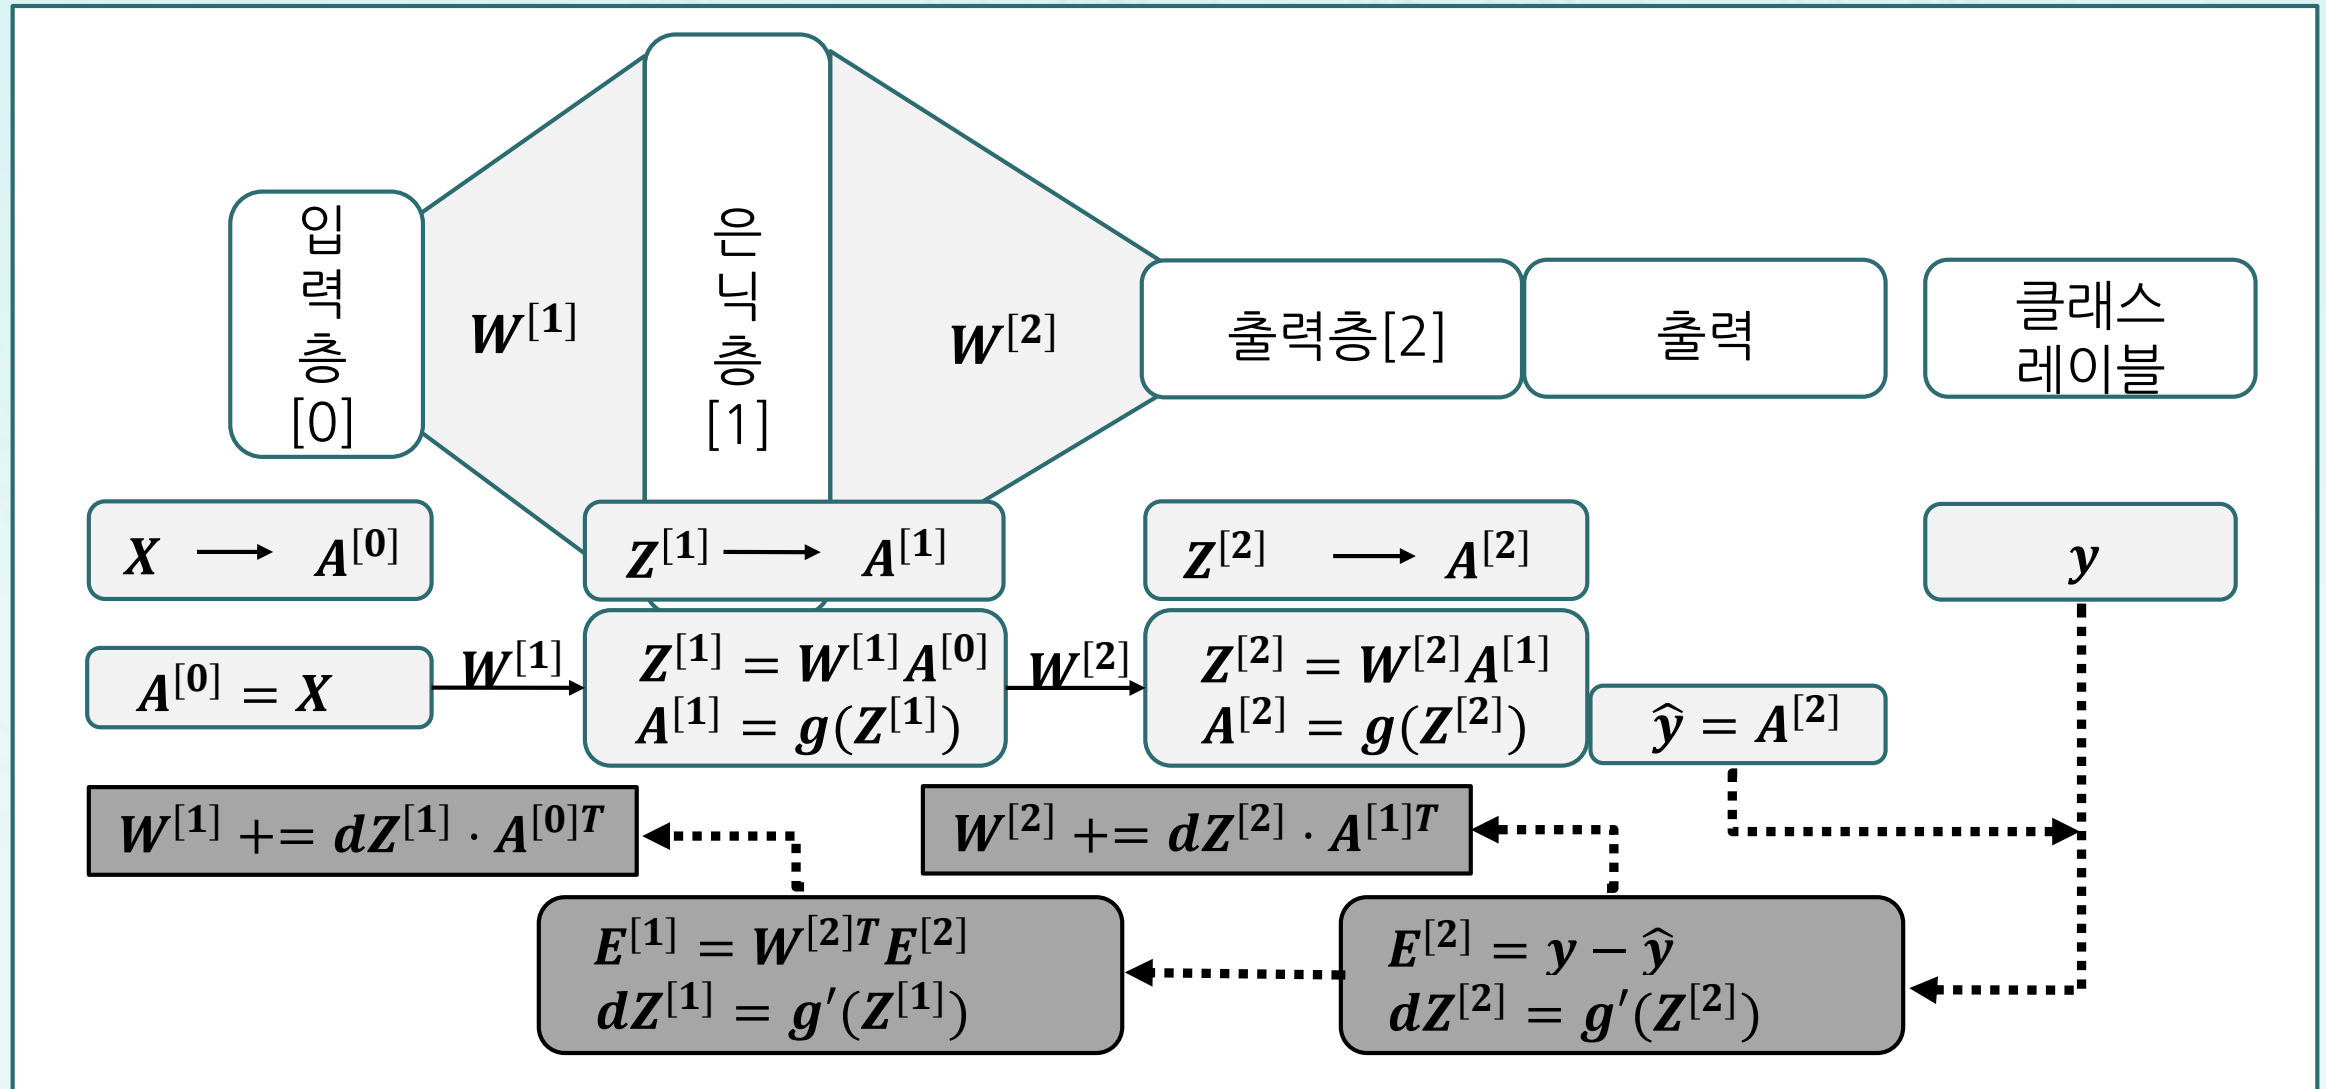 입
력
층
[0]
W^[1]
은
닉
층
[1]
W^[2]
출력층[2]
출력
클래스
레이블
X → A^[0]
Z^[1] → A^[1]
Z^[2] → A^[2]
y
A^[0] = X
W^[1]
Z^[1] = W^[1]A^[0]
A^[1] = g(Z^[1])
W^[2]
Z^[2] = W^[2]A^[1]
A^[2] = g(Z^[2])
ŷ = A^[2]
W^[1] += dZ^[1] · A^[0]T
W^[2] += dZ^[2] · A^[1]T
E^[1] = W^[2]T E^[2]
dZ^[1] = g′(Z^[1])
E^[2] = y − ŷ
dZ^[2] = g′(Z^[2])